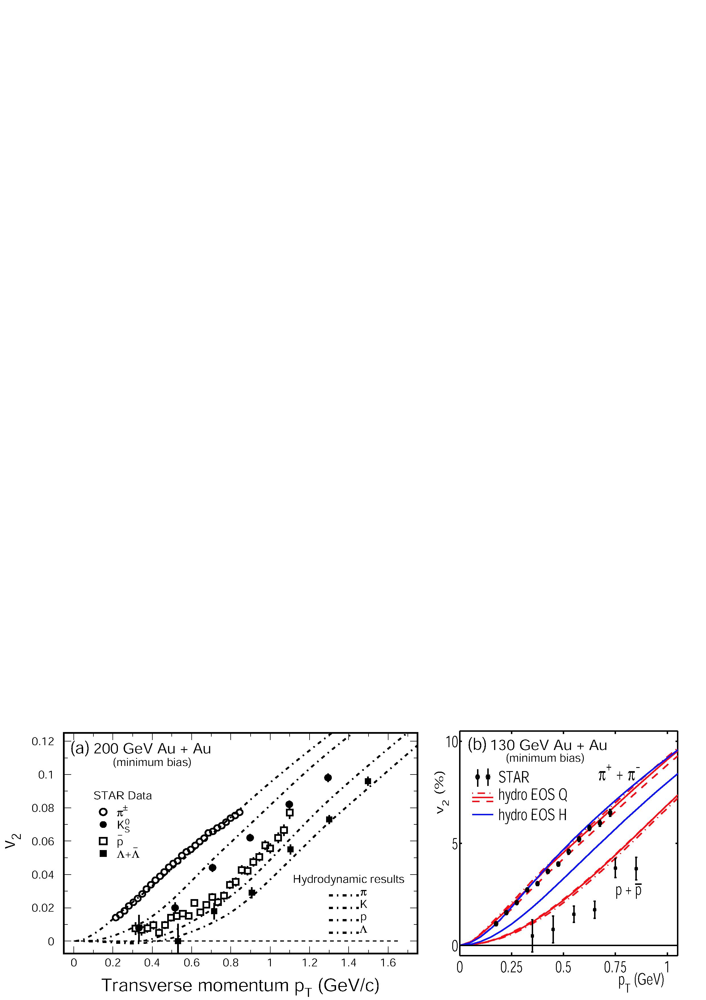 (a) 200 GeV Au + Au
(minimum bias)
STAR Data
π±
K⁰S
p̄
Λ+Λ̄
Hydrodynamic results
π
K
p
Λ
v₂
0.12
0.1
0.08
0.06
0.04
0.02
0
0 0.2 0.4 0.6 0.8 1 1.2 1.4 1.6
Transverse momentum pT (GeV/c)
(b) 130 GeV Au + Au
(minimum bias)
STAR
hydro EOS Q
hydro EOS H
π⁺ + π⁻
p + p̄
v₂ (%)
10
5
0
0 0.25 0.5 0.75 1
pT (GeV)